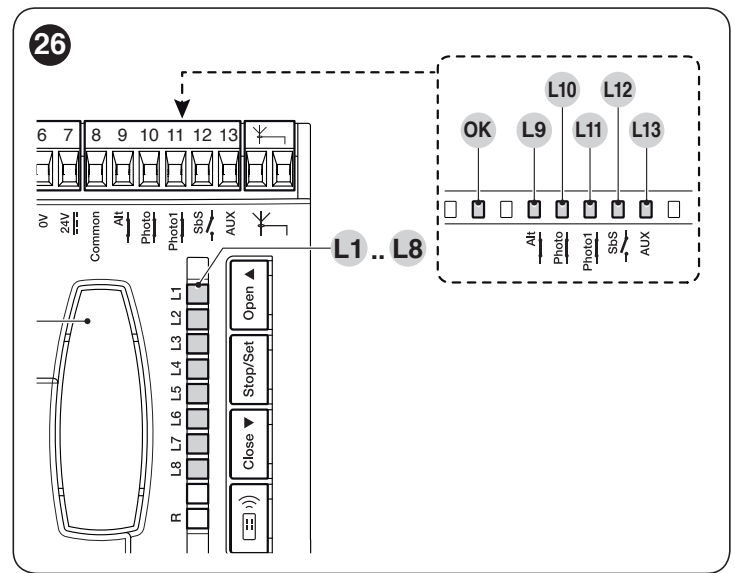 26
L10 L12
OK L9 L11 L13
Alt Photo Photo1 SbS AUX
6 7 8 9 10 11 12 13
0V 24V Common Alt Photo Photo1 SbS AUX
L1 .. L8
L1
L2
L3
L4
L5
L6
L7
L8
R
Open ▲
Stop/Set
Close ▼